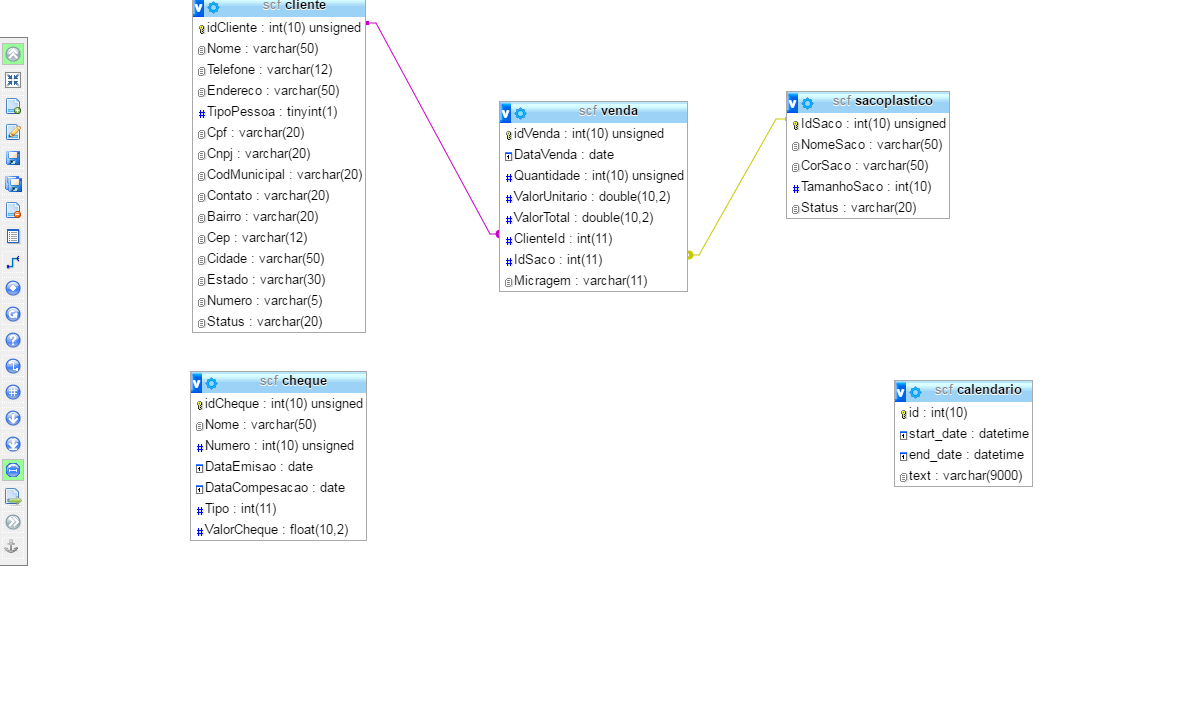 scf cliente
idCliente : int(10) unsigned
Nome : varchar(50)
Telefone : varchar(12)
Endereco : varchar(50)
TipoPessoa : tinyint(1)
Cpf : varchar(20)
Cnpj : varchar(20)
CodMunicipal : varchar(20)
Contato : varchar(20)
Bairro : varchar(20)
Cep : varchar(12)
Cidade : varchar(50)
Estado : varchar(30)
Numero : varchar(5)
Status : varchar(20)
v scf venda
idVenda : int(10) unsigned
DataVenda : date
Quantidade : int(10) unsigned
ValorUnitario : double(10,2)
ValorTotal : double(10,2)
ClienteId : int(11)
IdSaco : int(11)
Micragem : varchar(11)
v scf sacoplastico
IdSaco : int(10) unsigned
NomeSaco : varchar(50)
CorSaco : varchar(50)
TamanhoSaco : int(10)
Status : varchar(20)
v scf cheque
idCheque : int(10) unsigned
Nome : varchar(50)
Numero : int(10) unsigned
DataEmisao : date
DataCompesacao : date
Tipo : int(11)
ValorCheque : float(10,2)
v scf calendario
id : int(10)
start_date : datetime
end_date : datetime
text : varchar(9000)